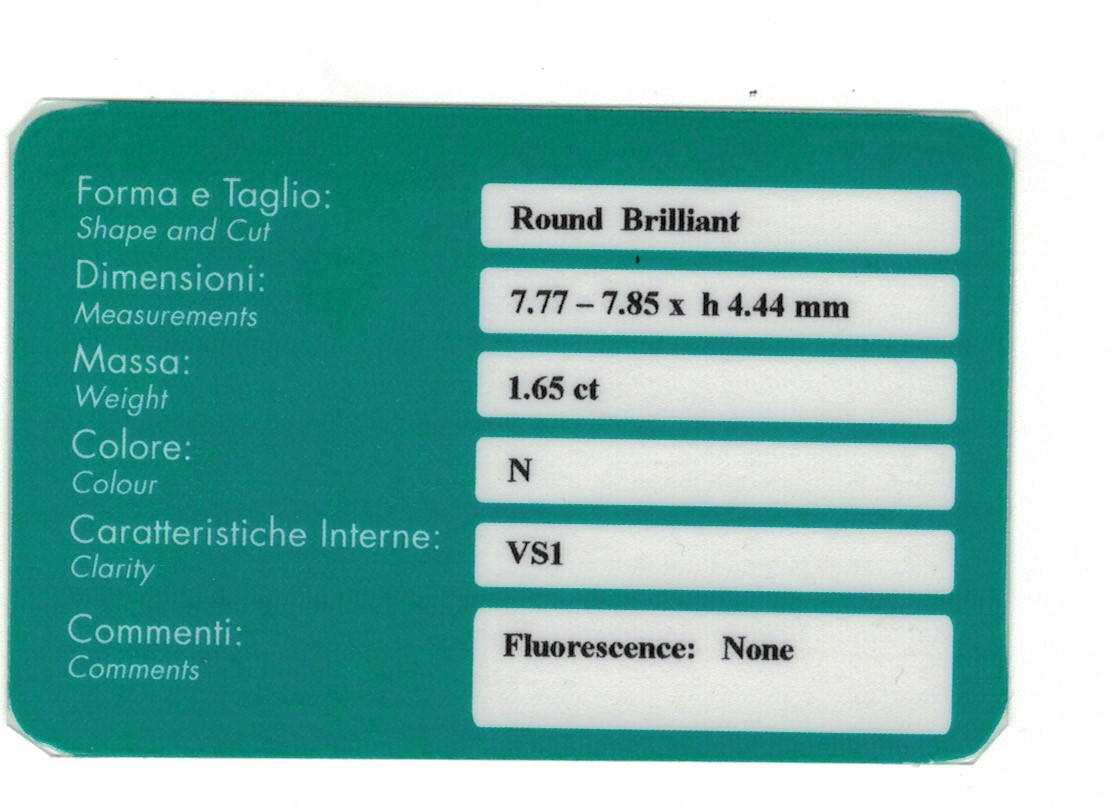 Forma e Taglio:
Shape and Cut
Round Brilliant
Dimensioni:
Measurements
7.77 – 7.85 x h 4.44 mm
Massa:
Weight
1.65 ct
Colore:
Colour
N
Caratteristiche Interne:
Clarity
VS1
Commenti:
Comments
Fluorescence: None